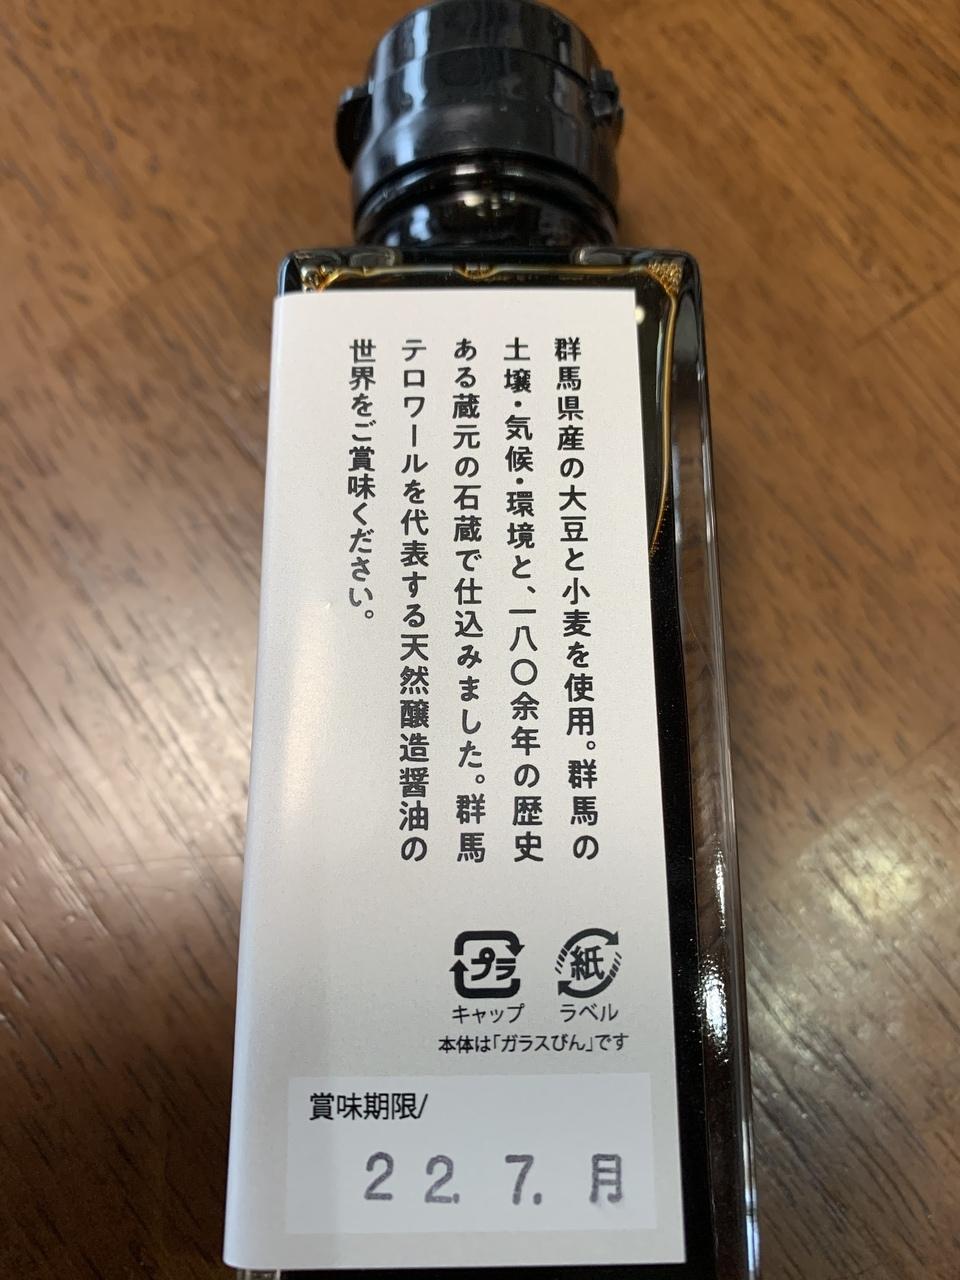 群馬県産の大豆と小麦を使用。群馬の
土壌・気候・環境と、一八〇余年の歴史
ある蔵元の石蔵で仕込みました。群馬
テロワールを代表する天然醸造醤油の
世界をご賞味ください。
プラ 紙
キャップ ラベル
本体は「ガラスびん」です
賞味期限/
22.7.月